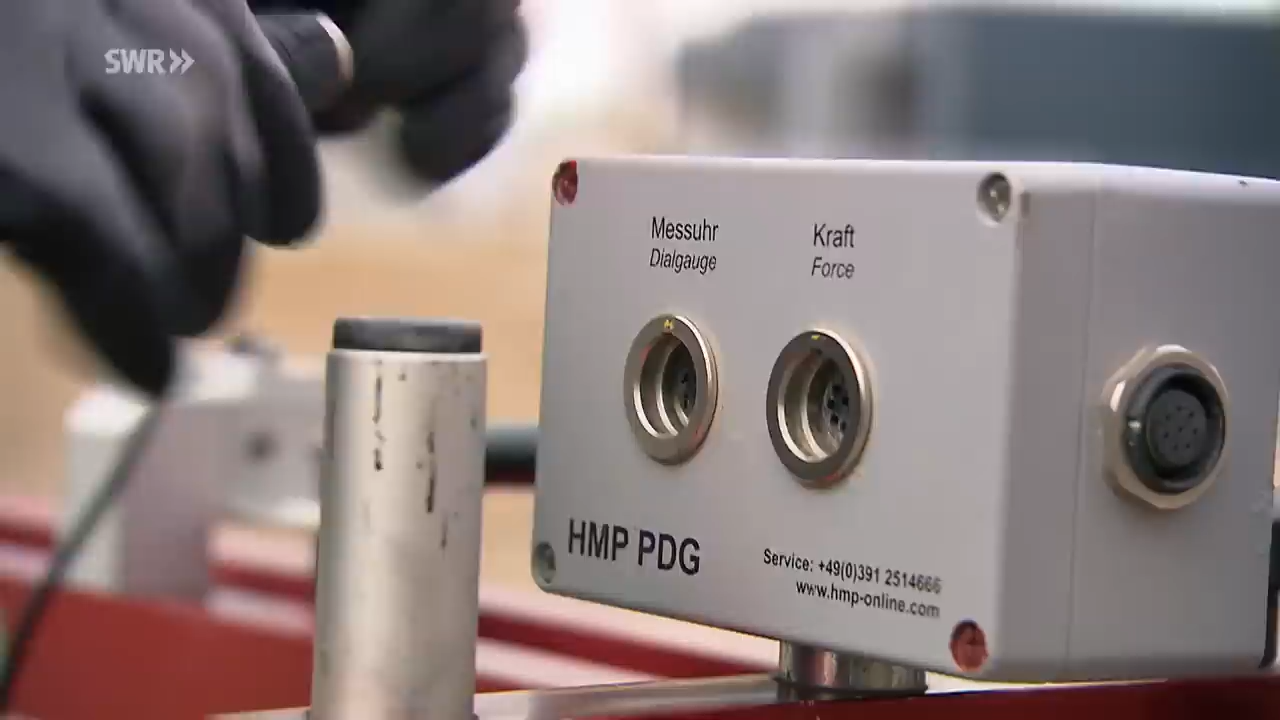 SWR»
Messuhr
Dialgauge
Kraft
Force
HMP PDG
Service: +49(0)391 2514666
www.hmp-online.com